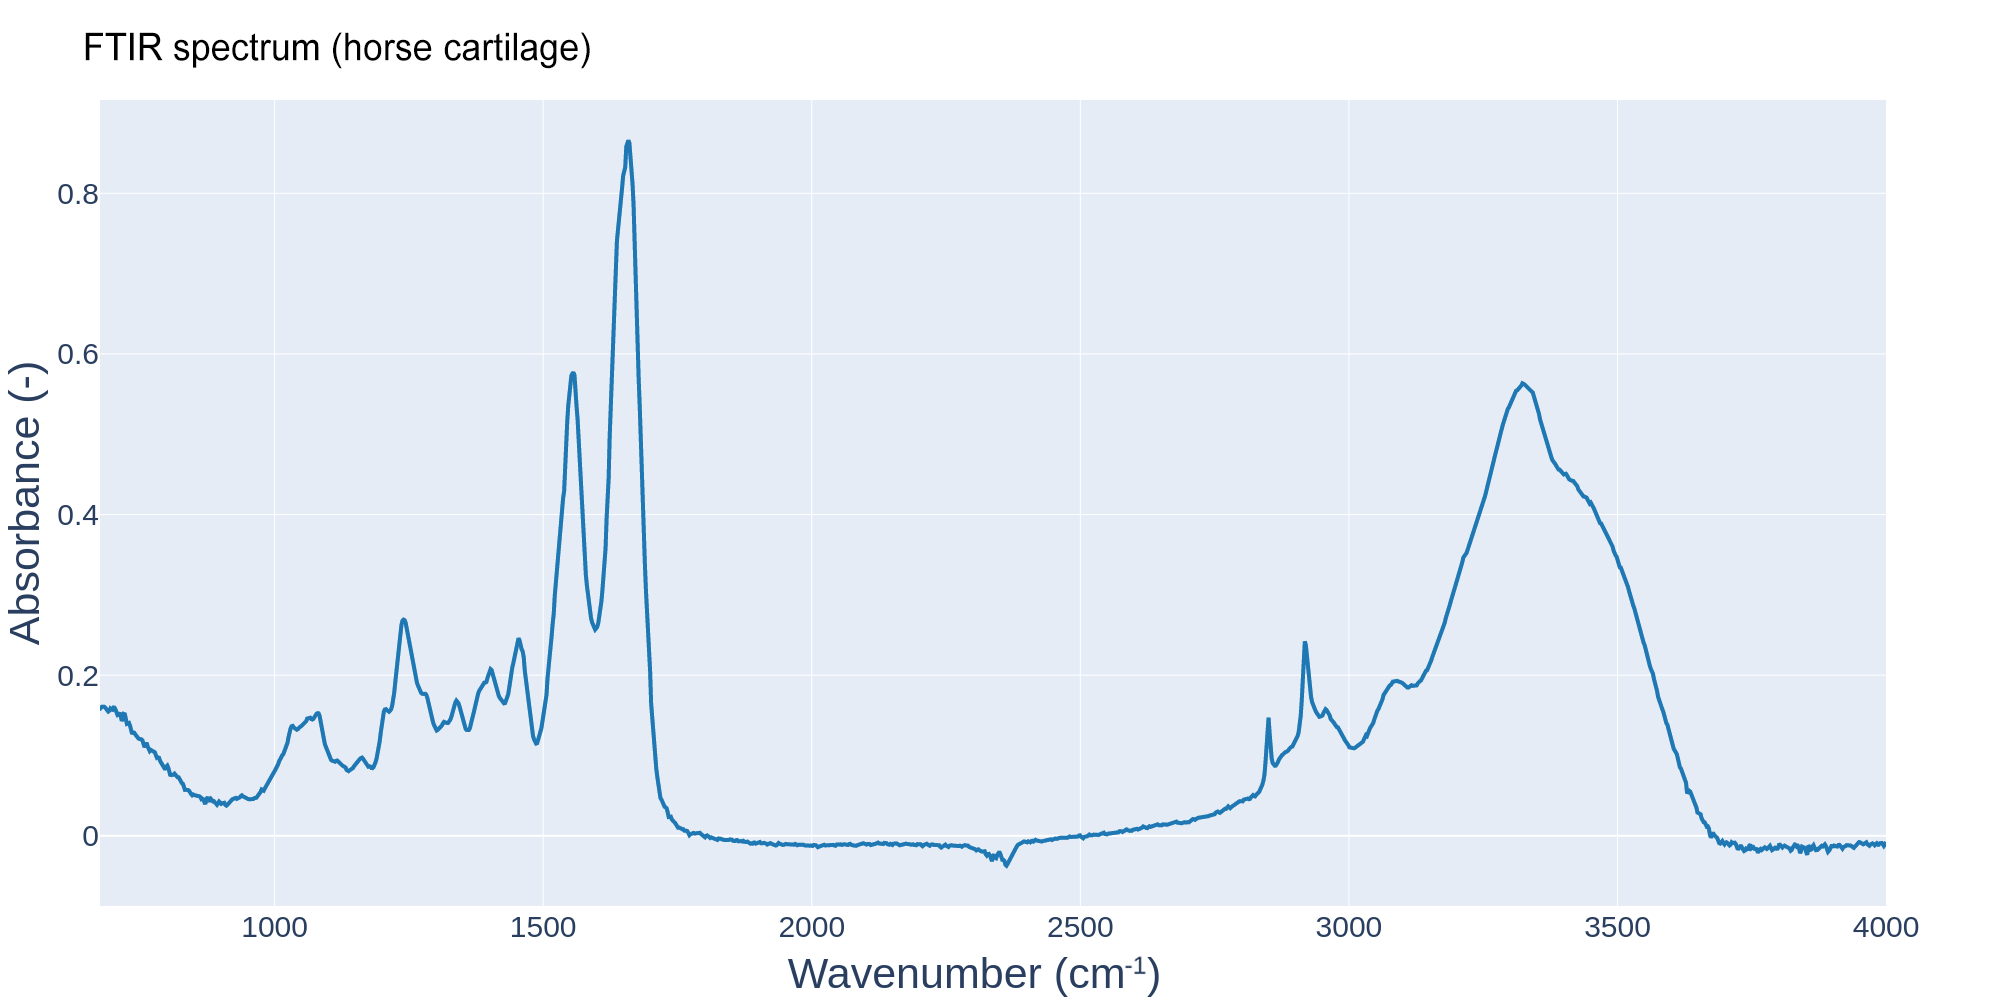 FTIR spectrum (horse cartilage)
0.8
0.6
0.4
0.2
0
Absorbance (-)
1000 1500 2000 2500 3000 3500 4000
Wavenumber (cm⁻¹)